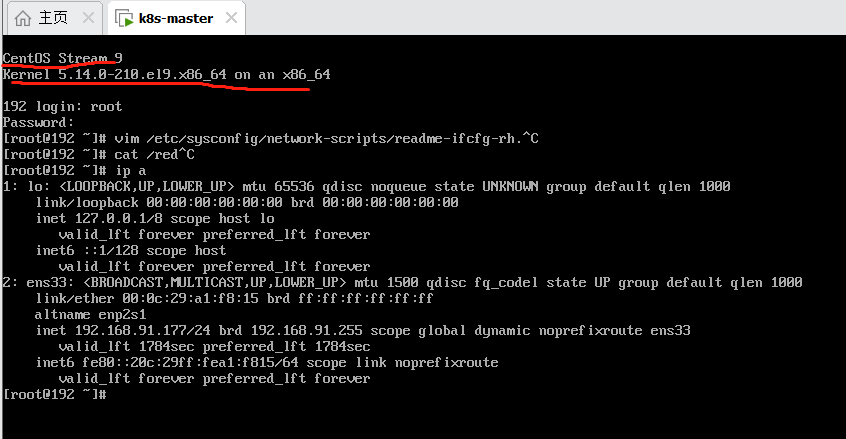 主页
k8s-master
CentOS Stream 9
Kernel 5.14.0-210.el9.x86_64 on an x86_64
192 login: root
Password:
[root@192 ~]# vim /etc/sysconfig/network-scripts/readme-ifcfg-rh.^C
[root@192 ~]# cat /red^C
[root@192 ~]# ip a
1: lo: <LOOPBACK,UP,LOWER_UP> mtu 65536 qdisc noqueue state UNKNOWN group default qlen 1000
link/loopback 00:00:00:00:00:00 brd 00:00:00:00:00:00
inet 127.0.0.1/8 scope host lo
valid_lft forever preferred_lft forever
inet6 ::1/128 scope host
valid_lft forever preferred_lft forever
2: ens33: <BROADCAST,MULTICAST,UP,LOWER_UP> mtu 1500 qdisc fq_codel state UP group default qlen 1000
link/ether 00:0c:29:a1:f8:15 brd ff:ff:ff:ff:ff:ff
altname enp2s1
inet 192.168.91.177/24 brd 192.168.91.255 scope global dynamic noprefixroute ens33
valid_lft 1784sec preferred_lft 1784sec
inet6 fe80::20c:29ff:fea1:f815/64 scope link noprefixroute
valid_lft forever preferred_lft forever
[root@192 ~]#